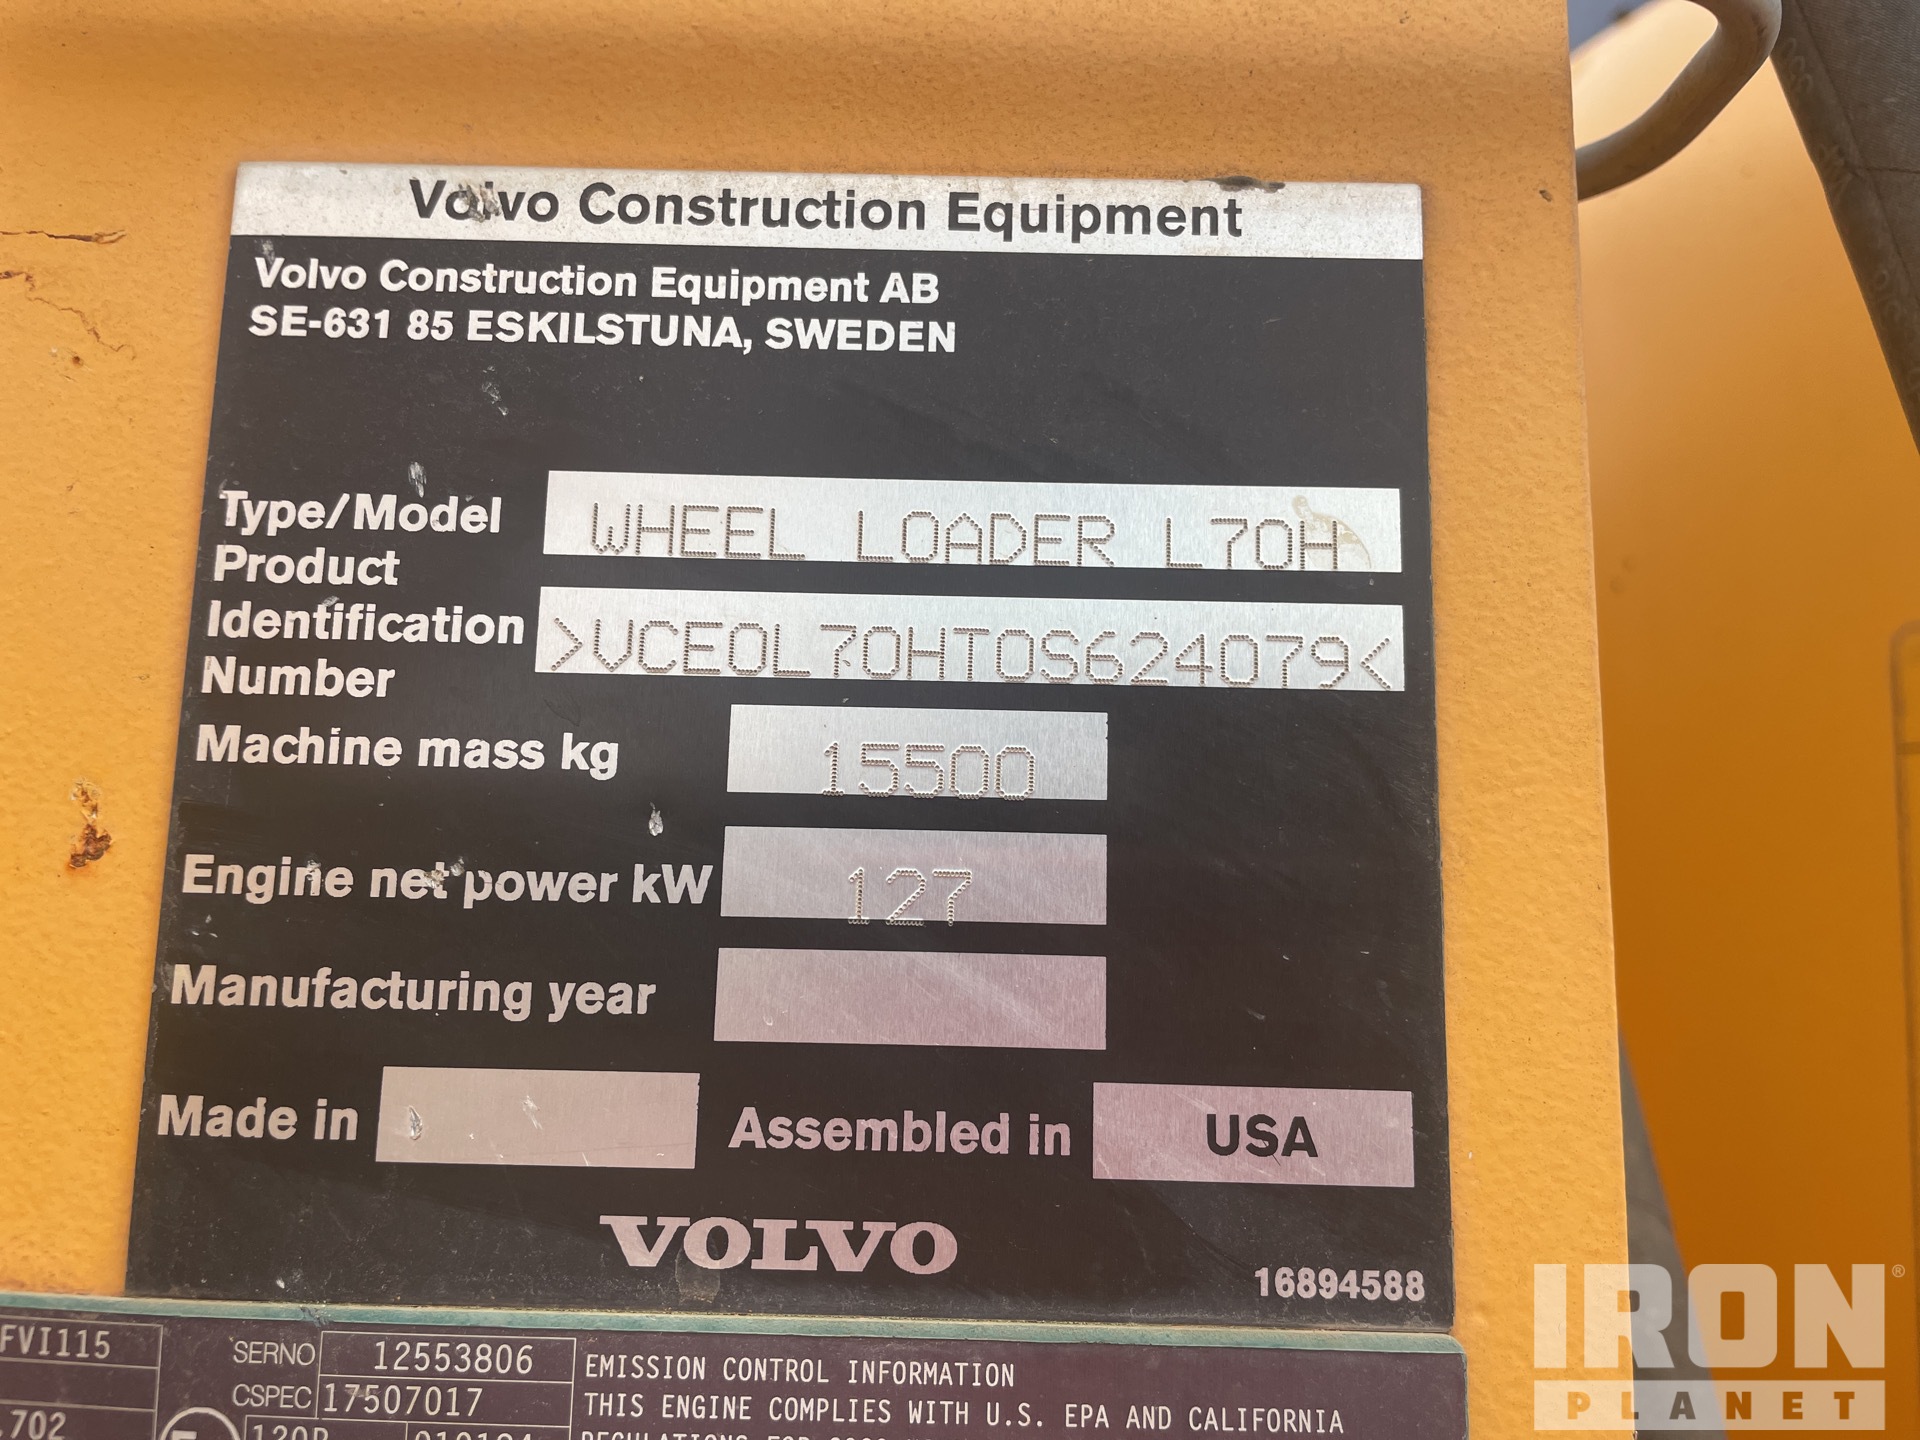 Volvo Construction Equipment
Volvo Construction Equipment AB
SE-631 85 ESKILSTUNA, SWEDEN
Type/Model WHEEL LOADER L70H
Product
Identification
Number >VCE0L70HT0S624079<
Machine mass kg 15500
Engine net power kW 127
Manufacturing year
Made in Assembled in USA
VOLVO
16894588
FVI115 SERNO 12553806 EMISSION CONTROL INFORMATION
CSPEC 17507017 THIS ENGINE COMPLIES WITH U.S. EPA AND CALIFORNIA
.702
IRON®
PLANET